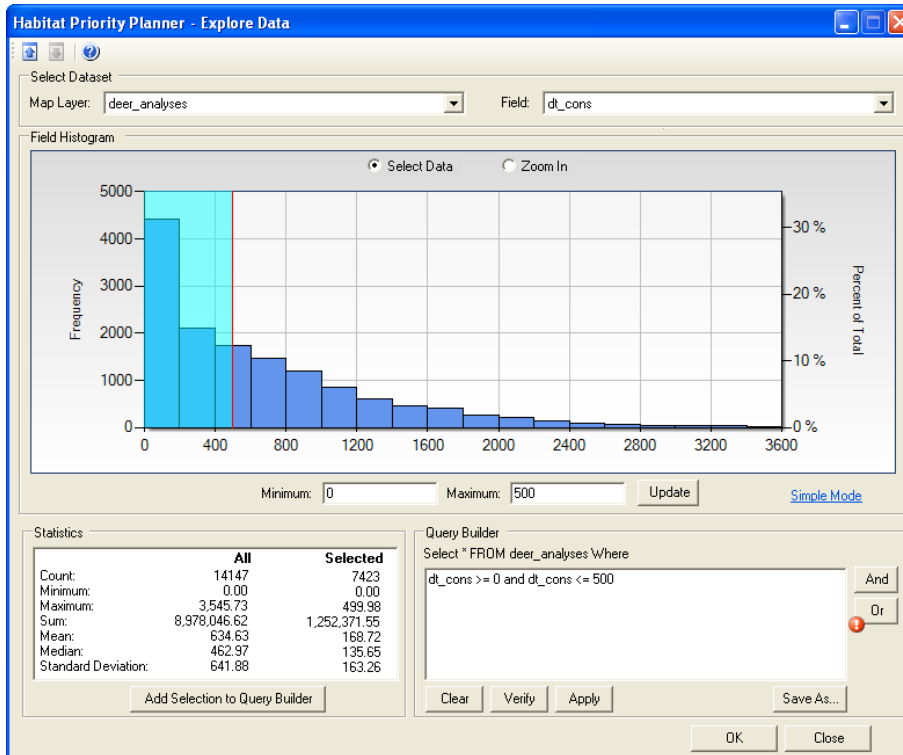 Habitat Priority Planner - Explore Data
Select Dataset
Map Layer: deer_analyses Field: dt_cons
Field Histogram
Select Data Zoom In
5000
4000
3000
2000
1000
0
Frequency
30 %
20 %
10 %
0 %
Percent of Total
0 400 800 1200 1600 2000 2400 2800 3200 3600
Minimum: 0 Maximum: 500 Update Simple Mode
Statistics
All Selected
Count: 14147 7423
Minimum: 0.00 0.00
Maximum: 3,545.73 499.98
Sum: 8,978,046.62 1,252,371.55
Mean: 634.63 168.72
Median: 462.97 135.65
Standard Deviation: 641.88 163.26
Add Selection to Query Builder
Query Builder
Select * FROM deer_analyses Where
dt_cons >= 0 and dt_cons <= 500
And
Or
Clear Verify Apply Save As...
OK Close